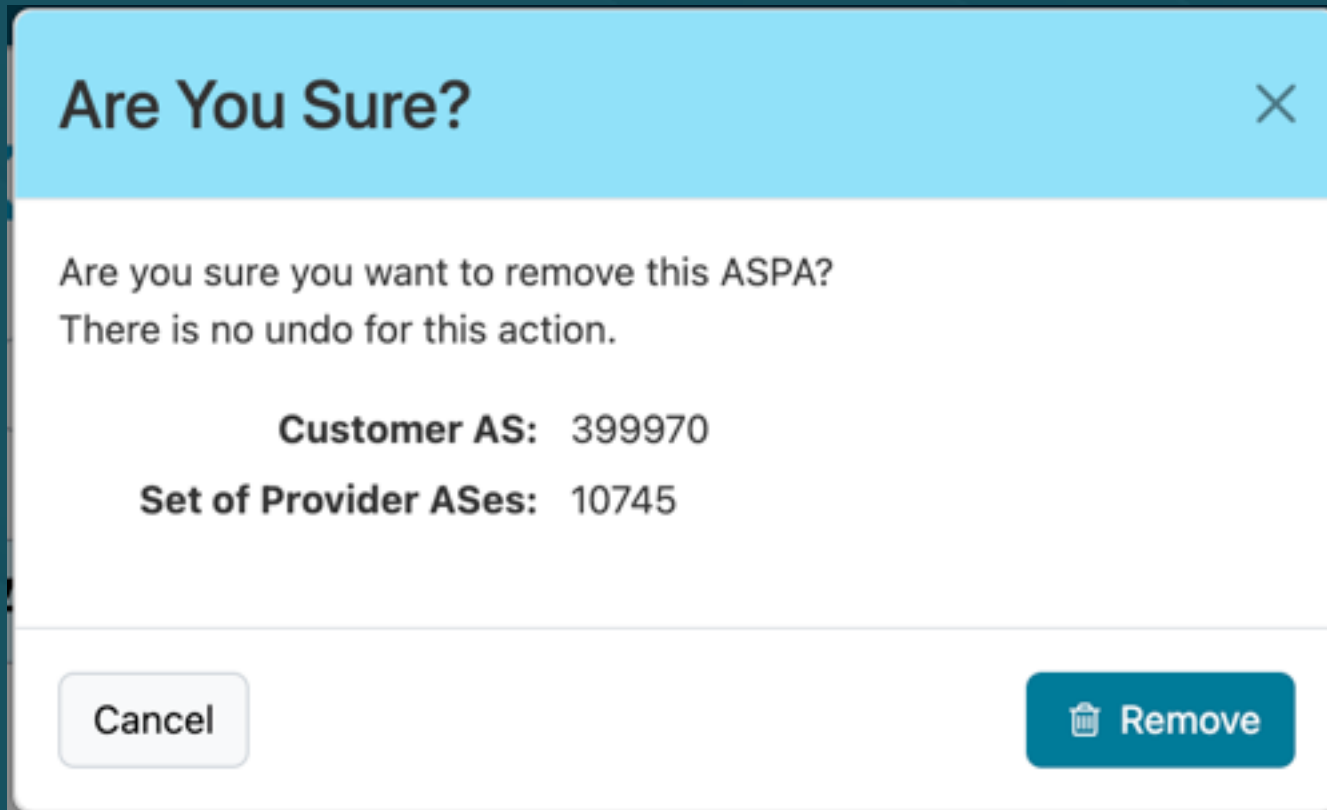 Are You Sure?
Are you sure you want to remove this ASPA?
There is no undo for this action.
Customer AS: 399970
Set of Provider ASes: 10745
Cancel
Remove